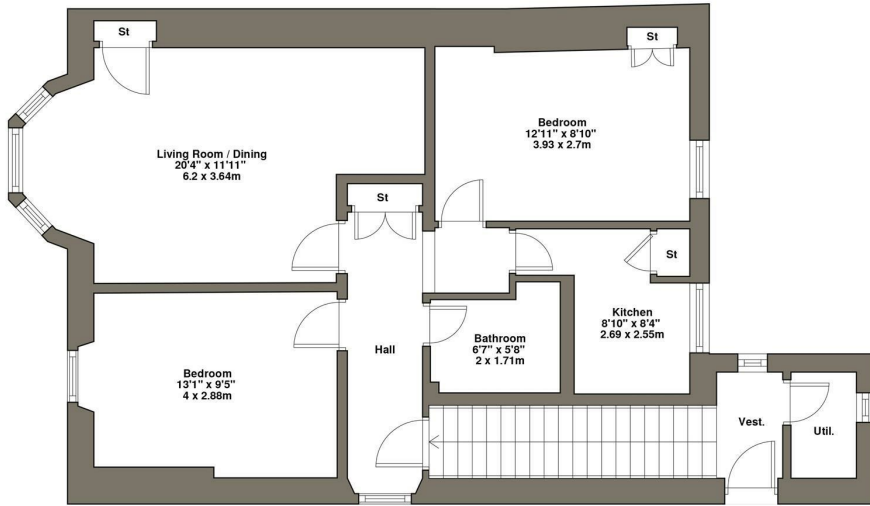 St
St
Living Room / Dining
20'4" x 11'11"
6.2 x 3.64m
Bedroom
12'11" x 8'10"
3.93 x 2.7m
St
St
Kitchen
8'10" x 8'4"
2.69 x 2.55m
Bedroom
13'1" x 9'5"
4 x 2.88m
Hall
Bathroom
6'7" x 5'8"
2 x 1.71m
Vest.
Util.